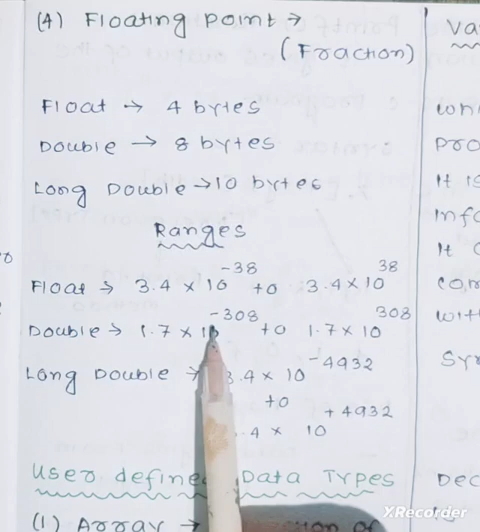 (4) Floating point →
(Fraction)
Float → 4 bytes
Double → 8 bytes
Long Double → 10 bytes
Ranges
Float → 3.4 × 10^-38 to 3.4 × 10^38
Double → 1.7 × 10^-308 to 1.7 × 10^308
Long Double → 3.4 × 10^-4932
to
.4 × 10^+4932
User defined Data Types
(1) Array →
XRecorder